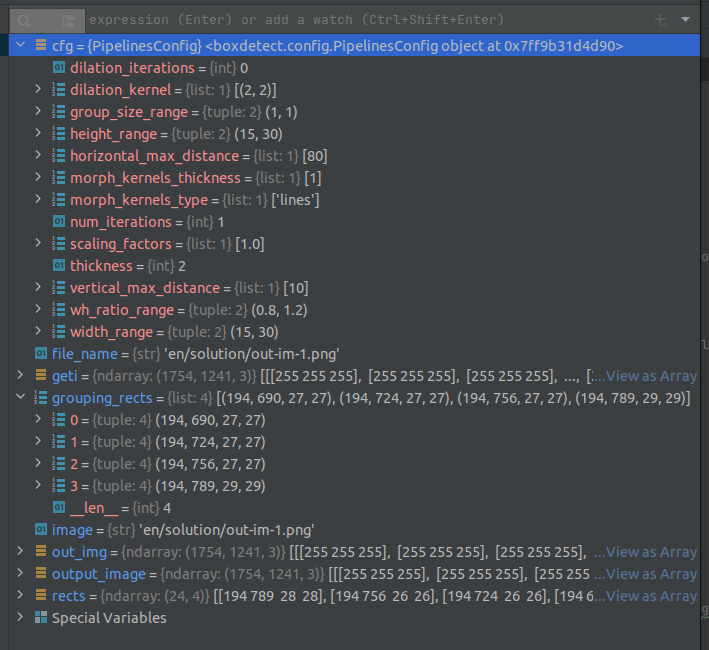 expression (Enter) or add a watch (Ctrl+Shift+Enter)
cfg = {PipelinesConfig} <boxdetect.config.PipelinesConfig object at 0x7ff9b31d4d90>
01 dilation_iterations = {int} 0
dilation_kernel = {list: 1} [(2, 2)]
group_size_range = {tuple: 2} (1, 1)
height_range = {tuple: 2} (15, 30)
horizontal_max_distance = {list: 1} [80]
morph_kernels_thickness = {list: 1} [1]
morph_kernels_type = {list: 1} ['lines']
01 num_iterations = {int} 1
scaling_factors = {list: 1} [1.0]
01 thickness = {int} 2
vertical_max_distance = {list: 1} [10]
wh_ratio_range = {tuple: 2} (0.8, 1.2)
width_range = {tuple: 2} (15, 30)
01 file_name = {str} 'en/solution/out-im-1.png'
geti = {ndarray: (1754, 1241, 3)} [[[255 255 255], [255 255 255], [255 255 255], ..., [...View as Array
grouping_rects = {list: 4} [(194, 690, 27, 27), (194, 724, 27, 27), (194, 756, 27, 27), (194, 789, 29, 29)]
0 = {tuple: 4} (194, 690, 27, 27)
1 = {tuple: 4} (194, 724, 27, 27)
2 = {tuple: 4} (194, 756, 27, 27)
3 = {tuple: 4} (194, 789, 29, 29)
01 __len__ = {int} 4
01 image = {str} 'en/solution/out-im-1.png'
out_img = {ndarray: (1754, 1241, 3)} [[[255 255 255], [255 255 255], [255 255 255], ...View as Array
output_image = {ndarray: (1754, 1241, 3)} [[[255 255 255], [255 255 255], [255 255 ...View as Array
rects = {ndarray: (24, 4)} [[194 789 28 28], [194 756 26 26], [194 724 26 26], [194 6...View as Array
Special Variables